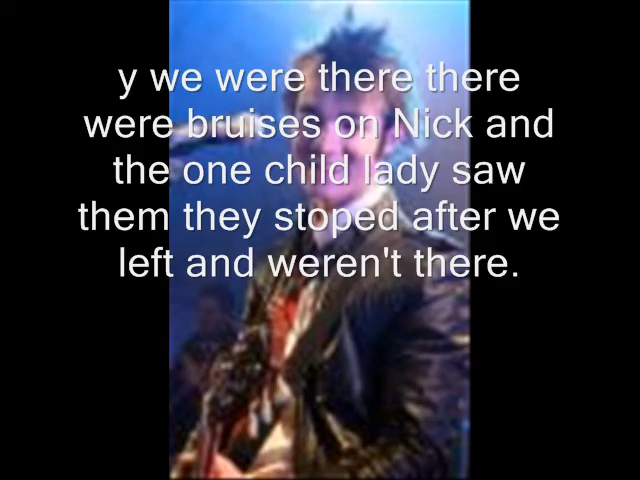 y we were there there
were bruises on Nick and
the one child lady saw
them they stoped after we
left and weren't there.